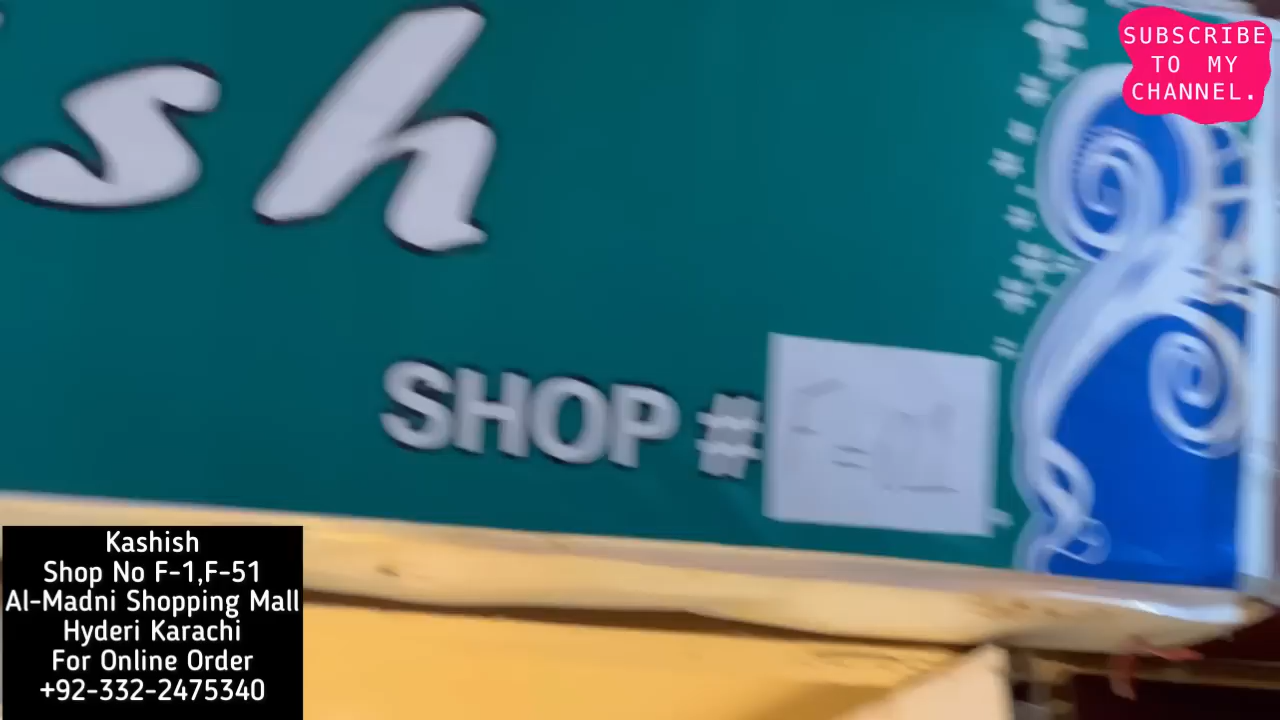 sh
SHOP #
SUBSCRIBE
TO MY
CHANNEL.
Kashish
Shop No F-1,F-51
Al-Madni Shopping Mall
Hyderi Karachi
For Online Order
+92-332-2475340